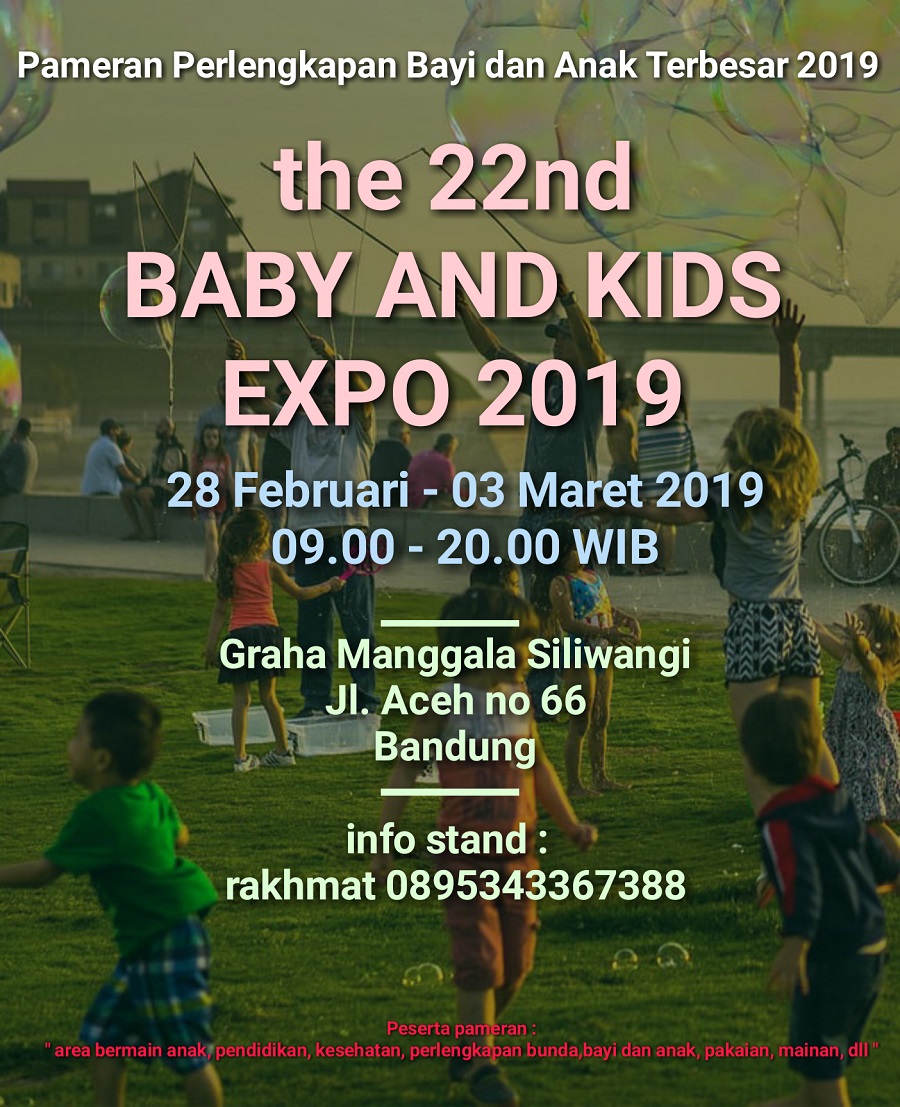 Pameran Perlengkapan Bayi dan Anak Terbesar 2019
the 22nd
BABY AND KIDS
EXPO 2019
28 Februari - 03 Maret 2019
09.00 - 20.00 WIB
Graha Manggala Siliwangi
Jl. Aceh no 66
Bandung
info stand :
rakhmat 0895343367388
Peserta pameran :
" area bermain anak, pendidikan, kesehatan, perlengkapan bunda,bayi dan anak, pakaian, mainan, dll "